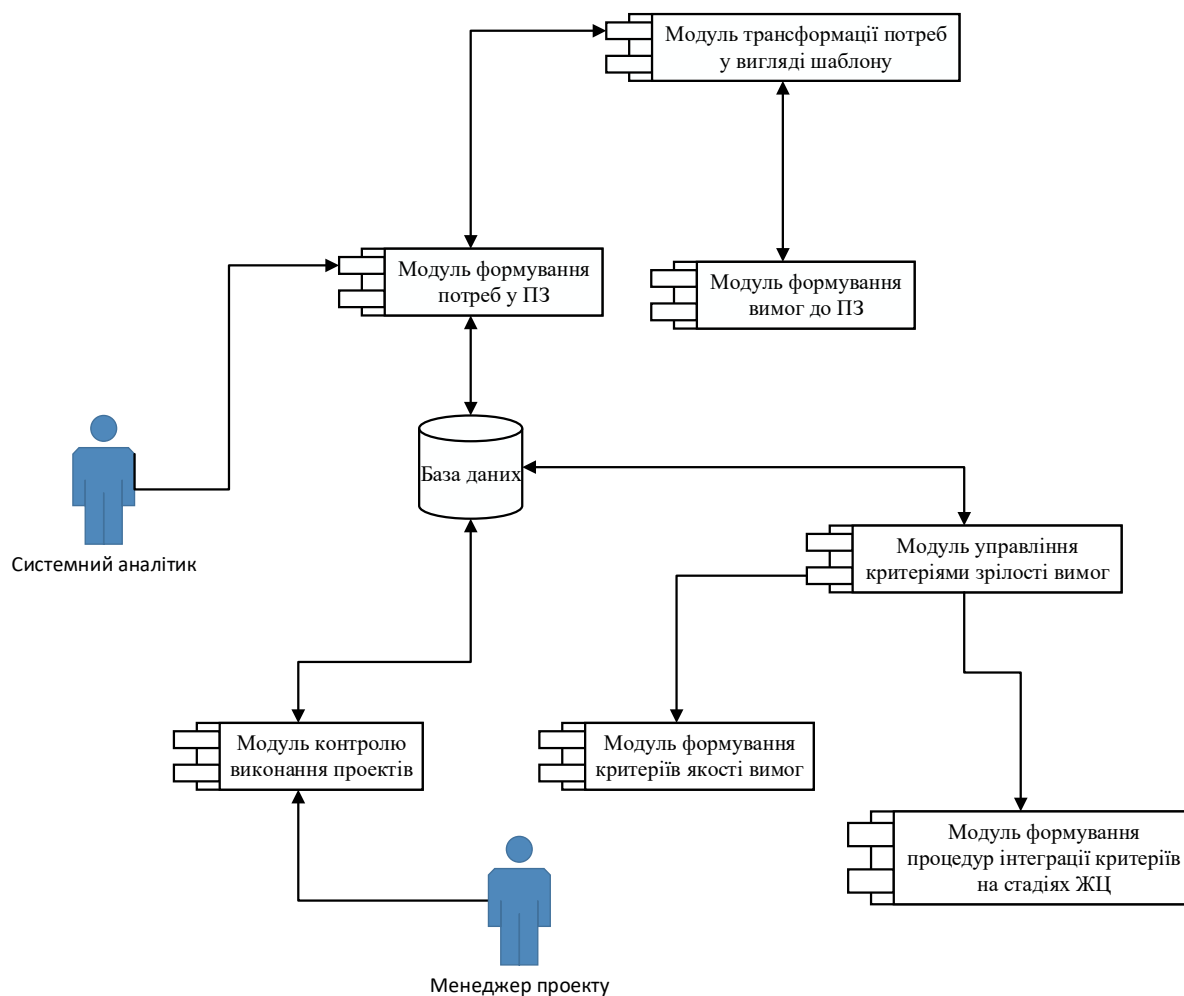 Модуль трансформації потреб
у вигляді шаблону
Модуль формування
потреб у ПЗ
Модуль формування
вимог до ПЗ
База даних
Системний аналітик
Модуль управління
критеріями зрілості вимог
Модуль контролю
виконання проектів
Модуль формування
критеріїв якості вимог
Модуль формування
процедур інтеграції критеріїв
на стадіях ЖЦ
Менеджер проекту